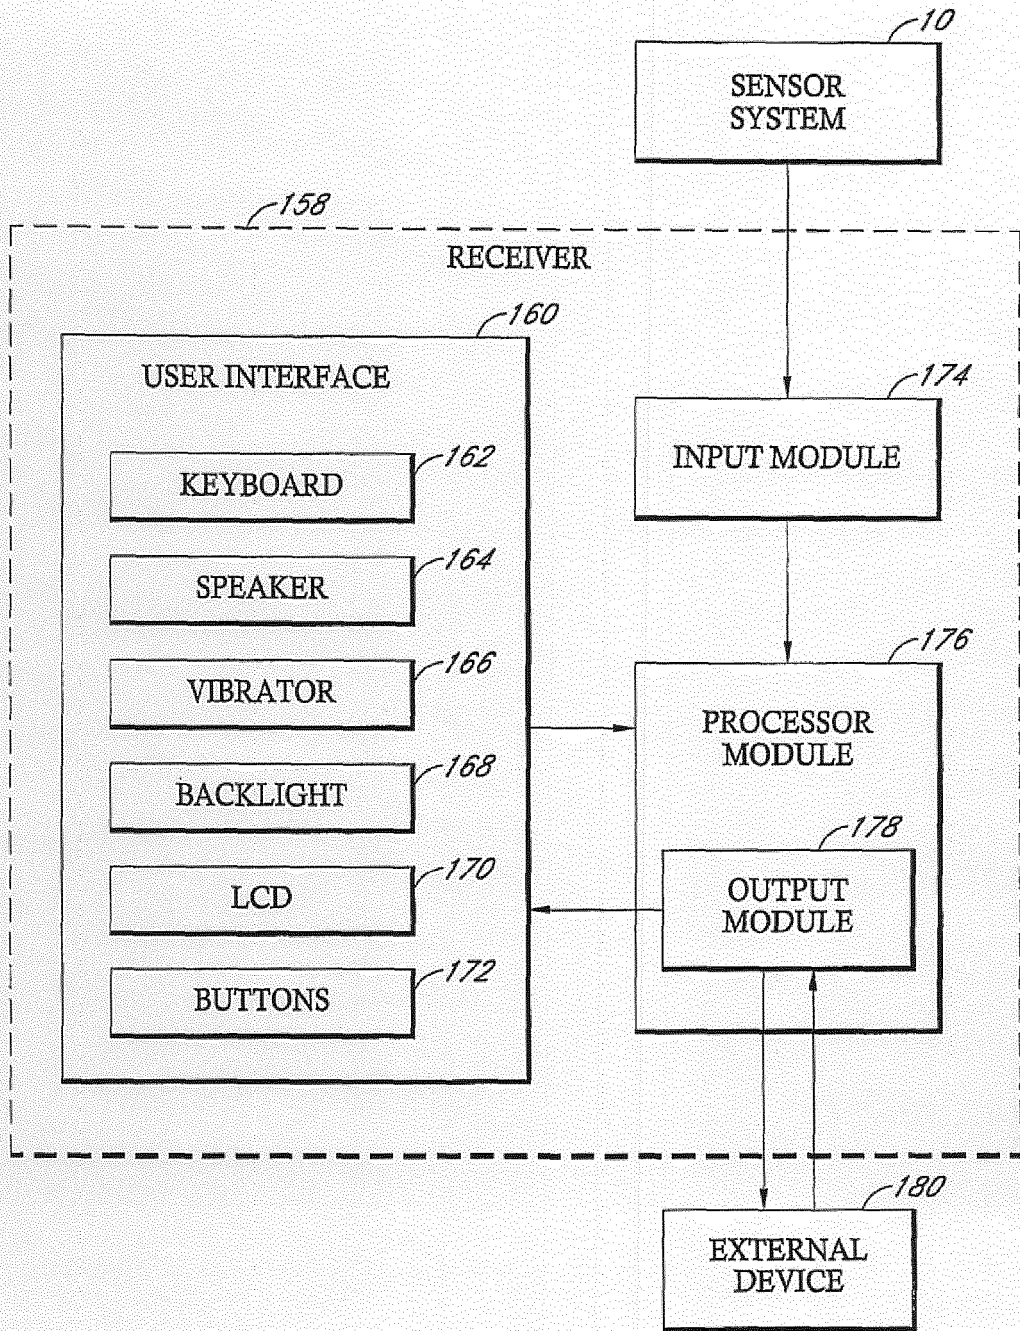 10
SENSOR
SYSTEM
158
RECEIVER
160
USER INTERFACE
174
INPUT MODULE
KEYBOARD
162
SPEAKER
164
VIBRATOR
166
BACKLIGHT
168
LCD
170
BUTTONS
172
176
PROCESSOR
MODULE
178
OUTPUT
MODULE
180
EXTERNAL
DEVICE